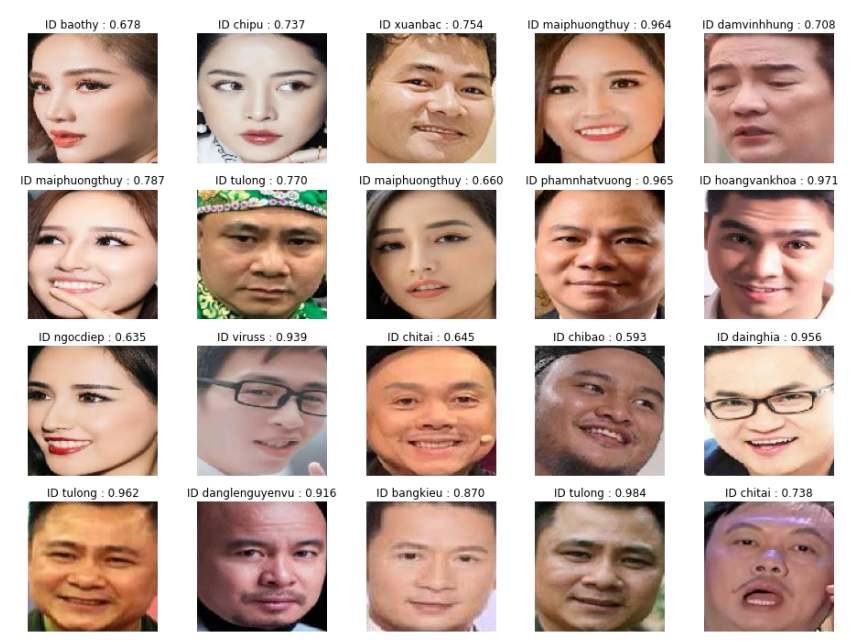 ID baothy : 0.678
ID chipu : 0.737
ID xuanbac : 0.754
ID maiphuongthuy : 0.964
ID damvinhhung : 0.708
ID maiphuongthuy : 0.787
ID tulong : 0.770
ID maiphuongthuy : 0.660
ID phamnhatvuong : 0.965
ID hoangvankhoa : 0.971
ID ngocdiep : 0.635
ID viruss : 0.939
ID chitai : 0.645
ID chibao : 0.593
ID dainghia : 0.956
ID tulong : 0.962
ID danglenguyenvu : 0.916
ID bangkieu : 0.870
ID tulong : 0.984
ID chitai : 0.738